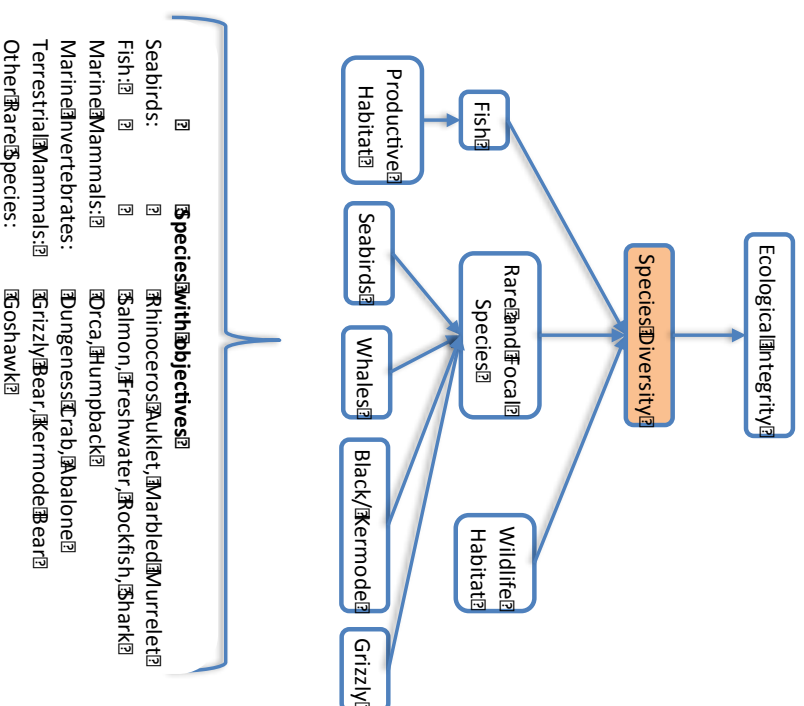 Ecological Integrity
Species Diversity
Fish
Rare and Focal
Species
Wildlife
Habitat
Productive
Habitat
Seabirds
Whales
Black/ Kermode
Grizzly
Species with objectives
Seabirds: Rhinoceros Auklet, Marbled Murrelet
Fish: Salmon, Freshwater, Rockfish, Shark
Marine Mammals: Orca, Humpback
Marine Invertebrates: Dungeness Crab, Abalone
Terrestrial Mammals: Grizzly Bear, Kermode Bear
Other Rare Species: Goshawk